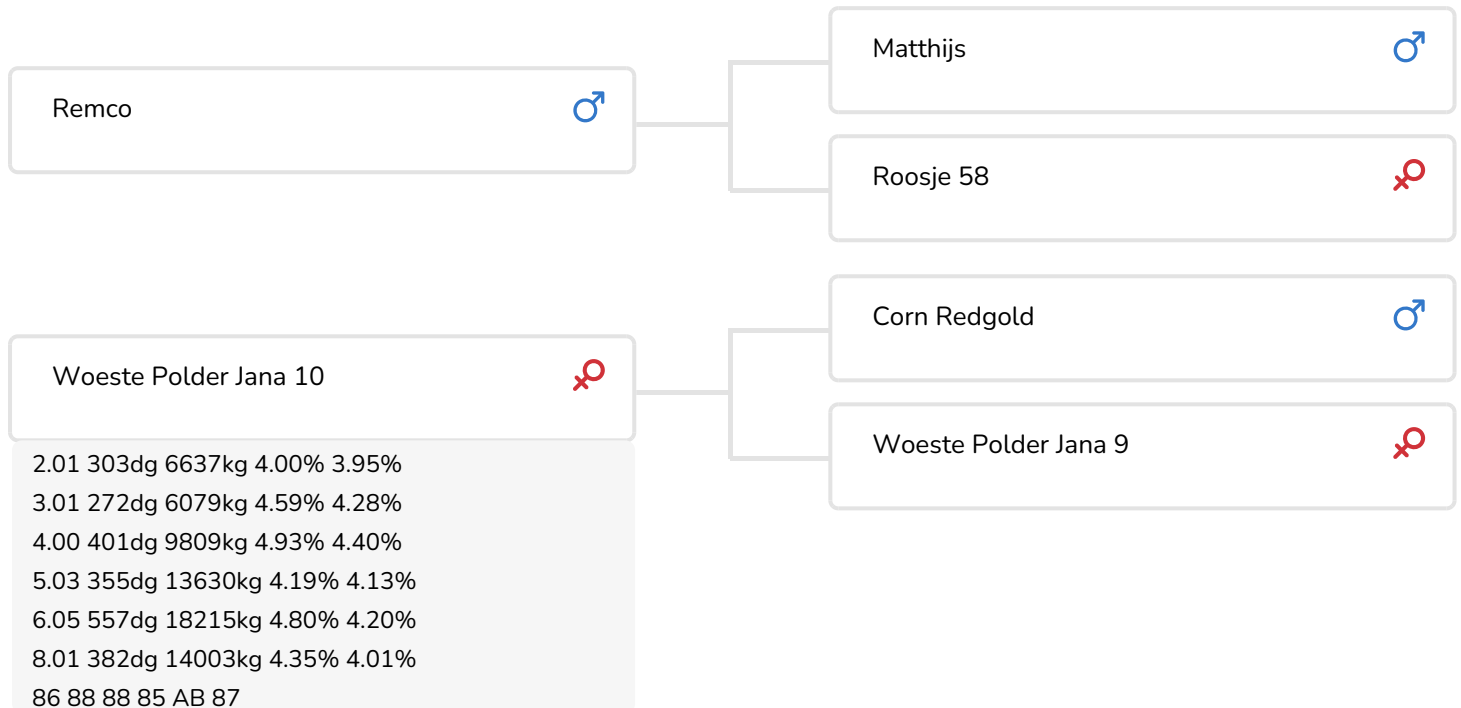 Remco
Matthijs
Roosje 58
Woeste Polder Jana 10
2.01 303dg 6637kg 4.00% 3.95%
3.01 272dg 6079kg 4.59% 4.28%
4.00 401dg 9809kg 4.93% 4.40%
5.03 355dg 13630kg 4.19% 4.13%
6.05 557dg 18215kg 4.80% 4.20%
8.01 382dg 14003kg 4.35% 4.01%
86 88 88 85 AB 87
Corn Redgold
Woeste Polder Jana 9